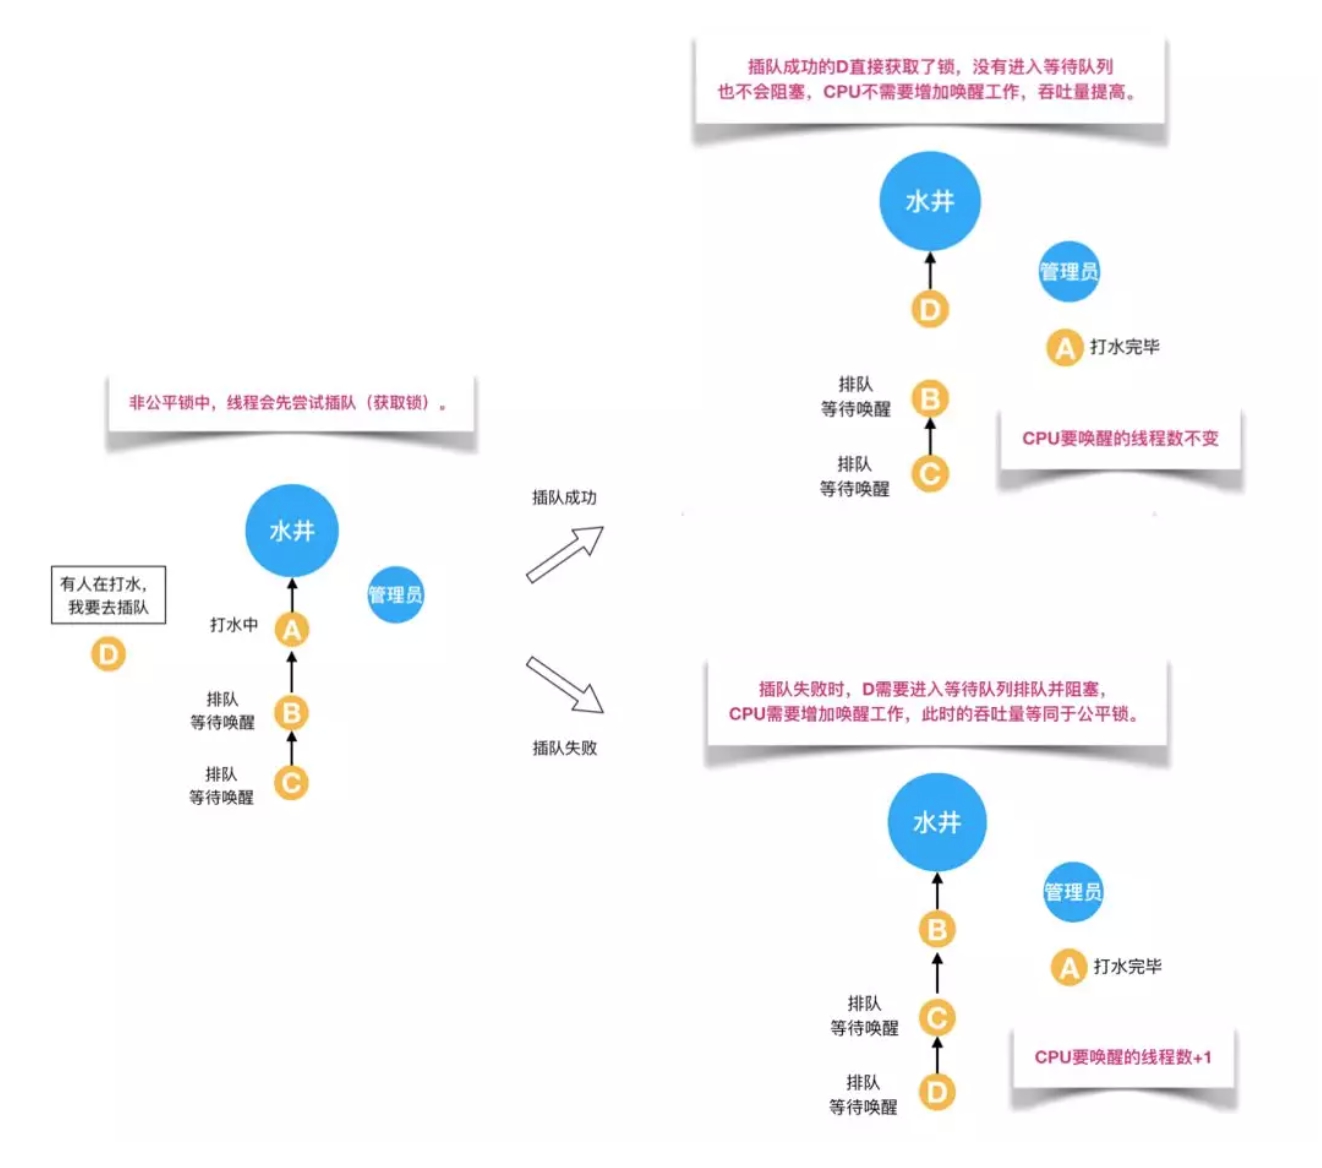 非公平锁中，线程会先尝试插队（获取锁）。
水井
有人在打水，
我要去插队
D
管理员
打水中
A
排队
等待唤醒
B
排队
等待唤醒
C
插队成功
插队失败
插队成功的D直接获取了锁，没有进入等待队列
也不会阻塞，CPU不需要增加唤醒工作，吞吐量提高。
水井
管理员
D
A 打水完毕
排队
等待唤醒
B
CPU要唤醒的线程数不变
排队
等待唤醒
C
插队失败时，D需要进入等待队列排队并阻塞，
CPU需要增加唤醒工作，此时的吞吐量等同于公平锁。
水井
管理员
B
A 打水完毕
排队
等待唤醒
C
CPU要唤醒的线程数+1
排队
等待唤醒
D